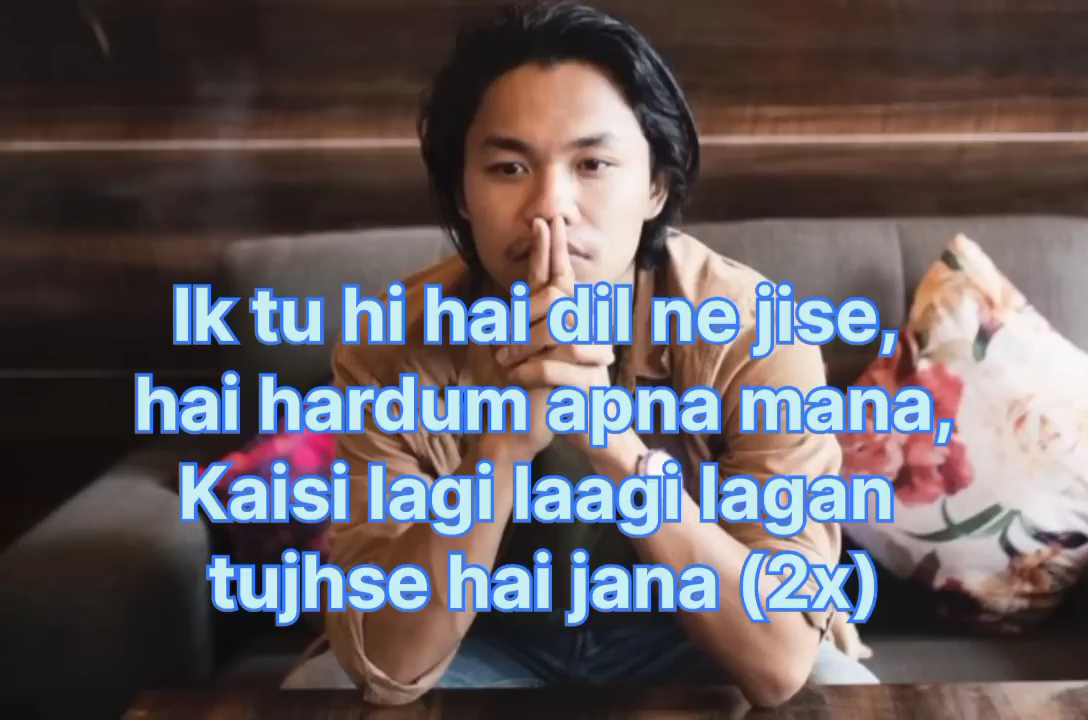 Ik tu hi hai dil ne jise,
hai hardum apna mana,
Kaisi lagi laagi lagan
tujhse hai jana (2x)